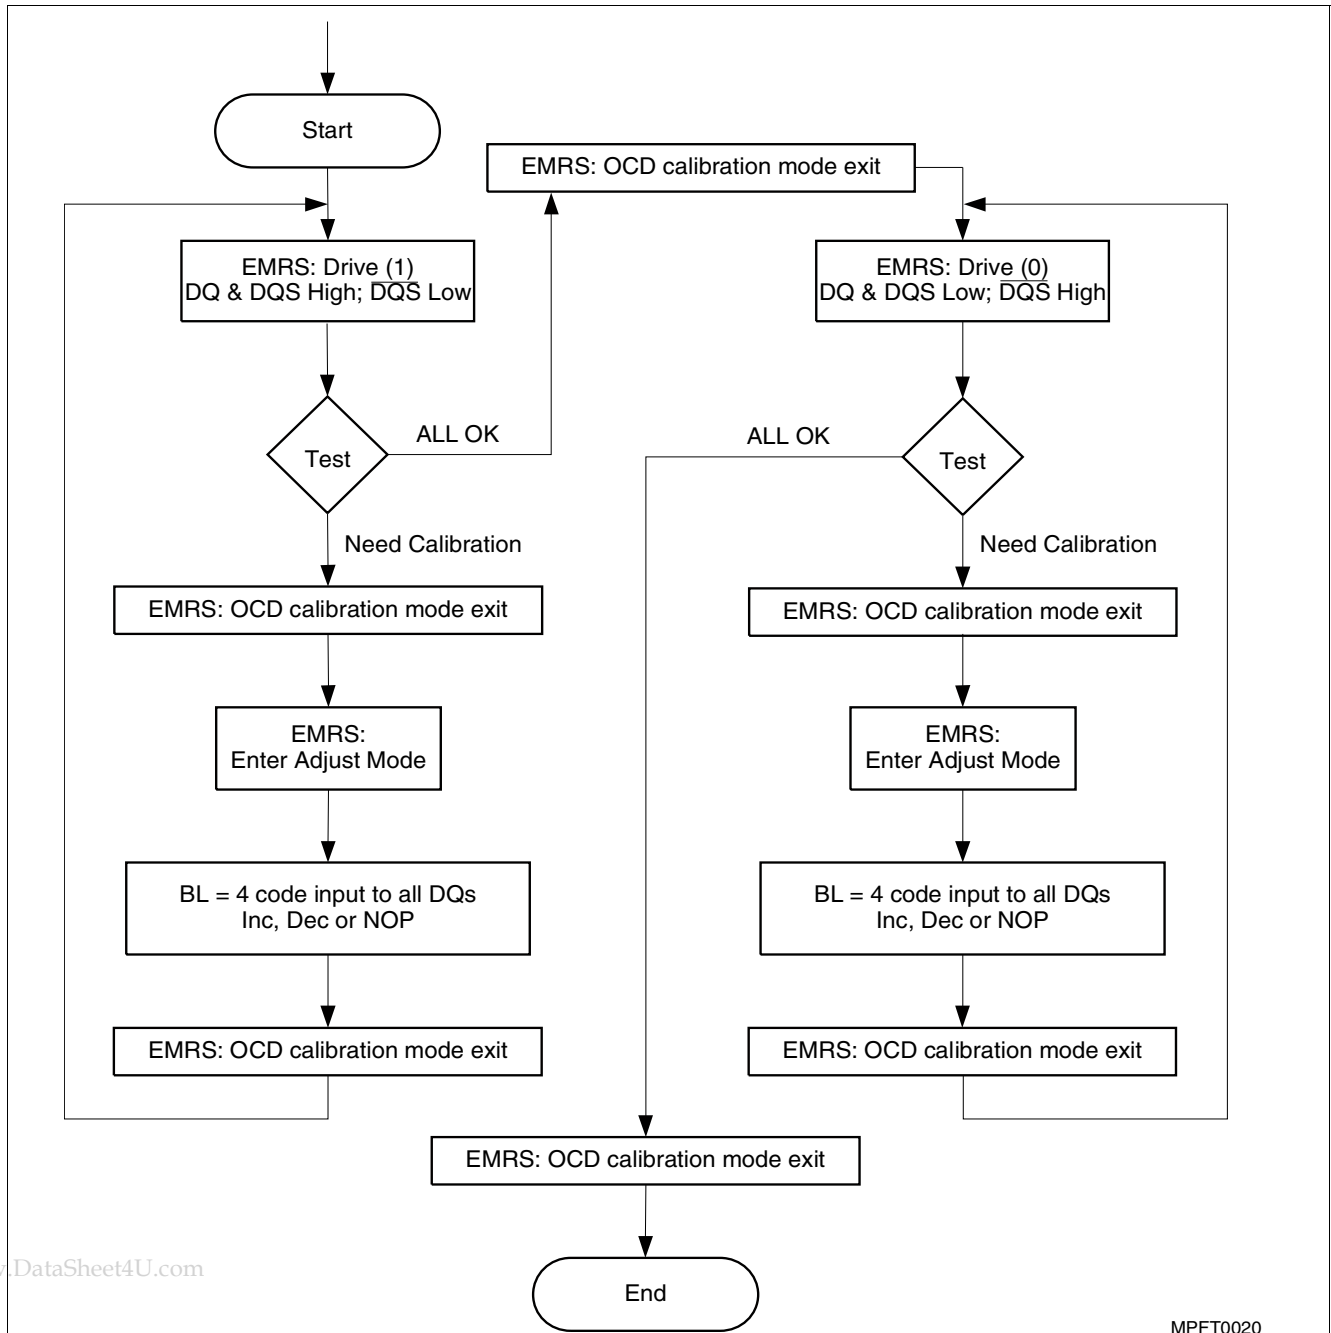 Start
EMRS: Drive (1)
DQ & DQS High; D̅Q̅S̅ Low
Test
ALL OK
Need Calibration
EMRS: OCD calibration mode exit
EMRS:
Enter Adjust Mode
BL = 4 code input to all DQs
Inc, Dec or NOP
EMRS: OCD calibration mode exit
EMRS: OCD calibration mode exit
EMRS: Drive (0)
DQ & DQS Low; D̅Q̅S̅ High
Test
ALL OK
Need Calibration
EMRS: OCD calibration mode exit
EMRS:
Enter Adjust Mode
BL = 4 code input to all DQs
Inc, Dec or NOP
EMRS: OCD calibration mode exit
EMRS: OCD calibration mode exit
End
.DataSheet4U.com
MPFT0020